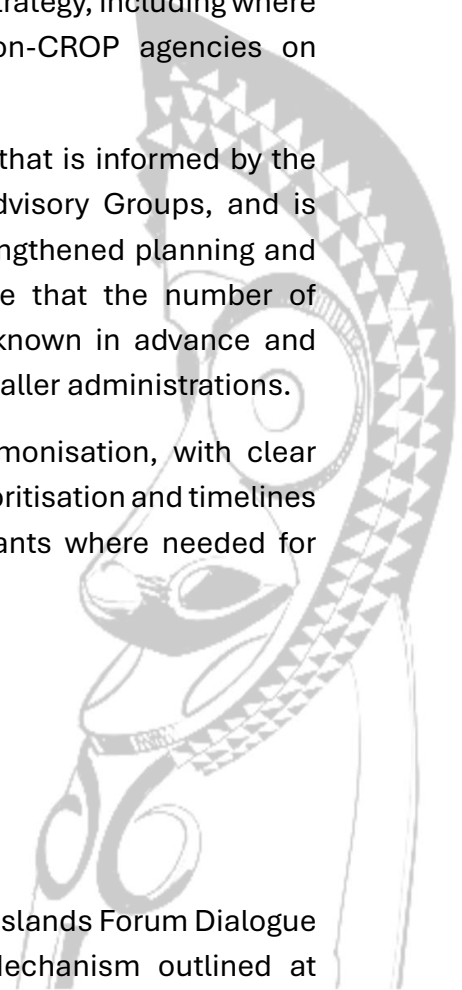 trategy, including where
on-CROP agencies on
that is informed by the
dvisory Groups, and is
ngthened planning and
e that the number of
known in advance and
aller administrations.
monisation, with clear
oritisation and timelines
ants where needed for
slands Forum Dialogue
Mechanism outlined at